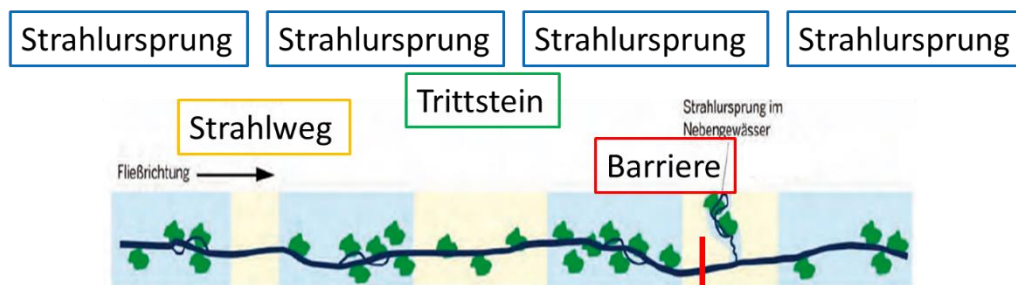 Strahlursprung
Strahlursprung
Strahlursprung
Strahlursprung
Trittstein
Strahlweg
Strahlursprung im
Nebengewässer
Barriere
Fließrichtung